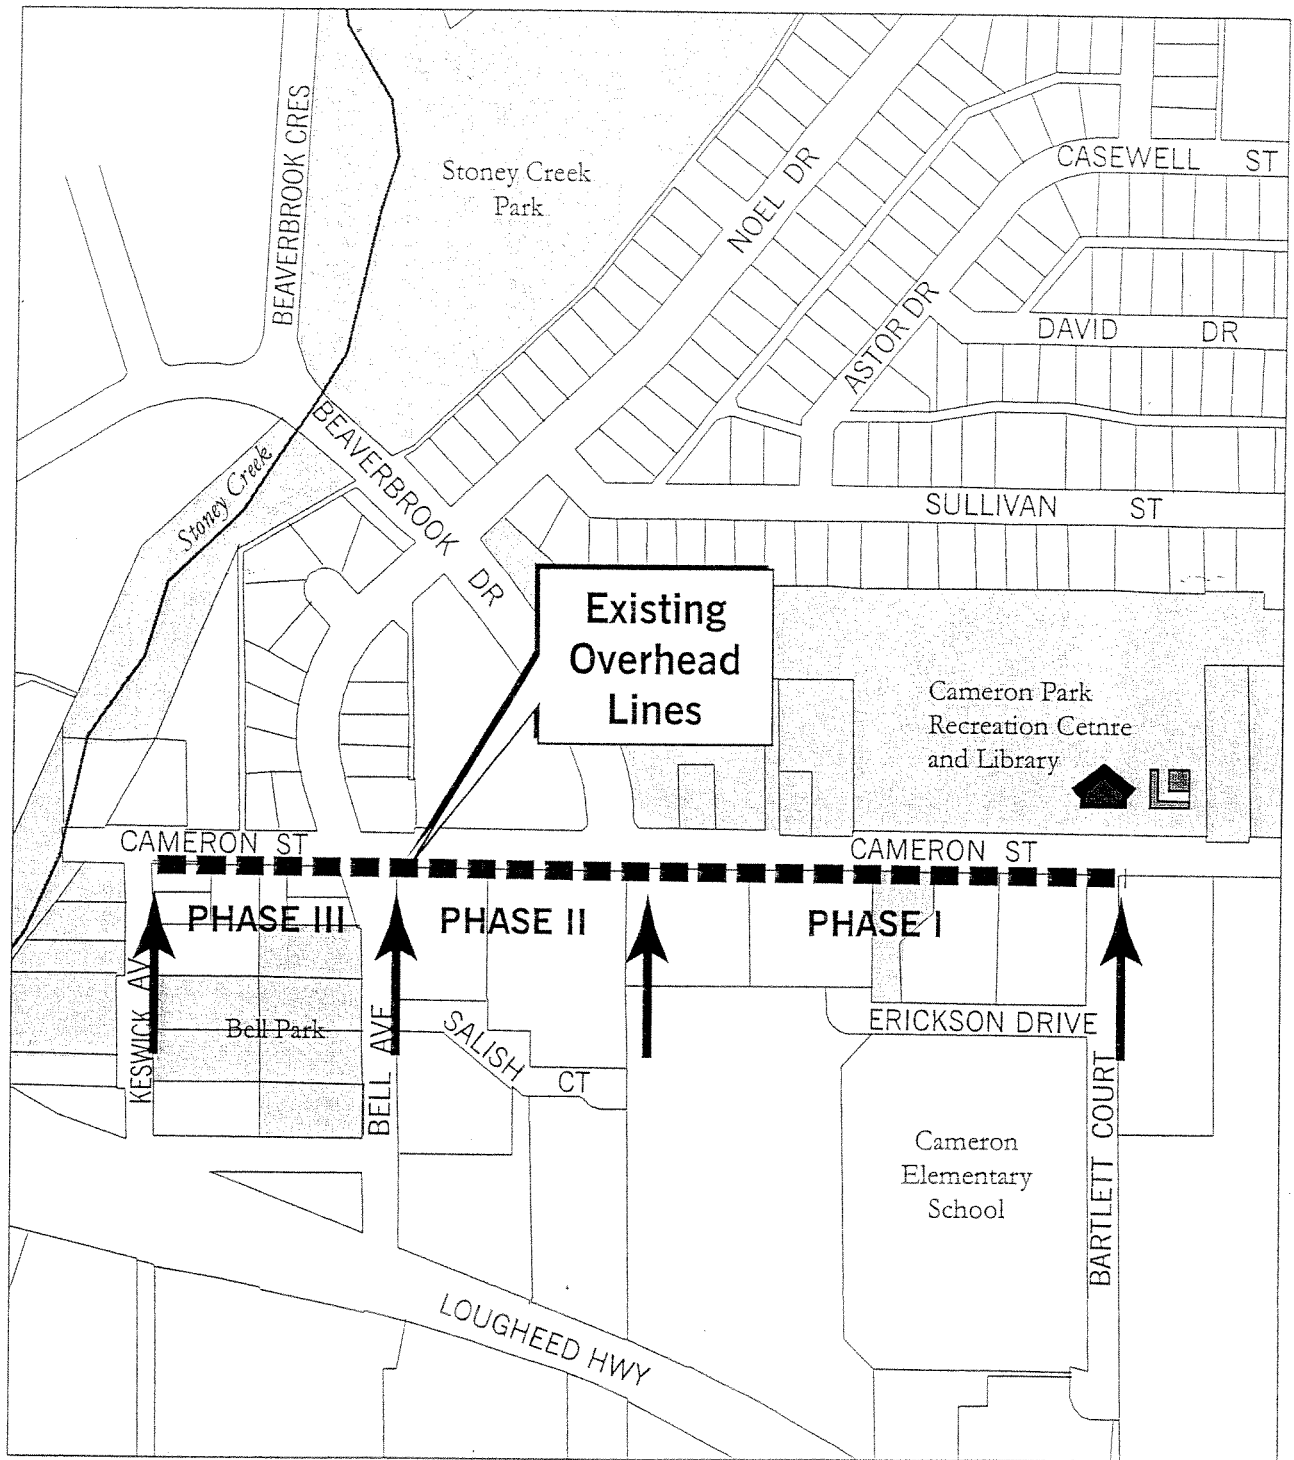 BEAVERBROOK CRES
Stoney Creek
Park
NOEL DR
CASEWELL ST
ASTOR DR
DAVID DR
BEAVERBROOK DR
Stoney Creek
SULLIVAN ST
Existing
Overhead
Lines
Cameron Park
Recreation Cetnre
and Library
CAMERON ST
CAMERON ST
PHASE III
PHASE II
PHASE I
KESWICK AV
Bell Park
BELL AVE
SALISH CT
ERICKSON DRIVE
BARTLETT COURT
Cameron
Elementary
School
LOUGHEED HWY